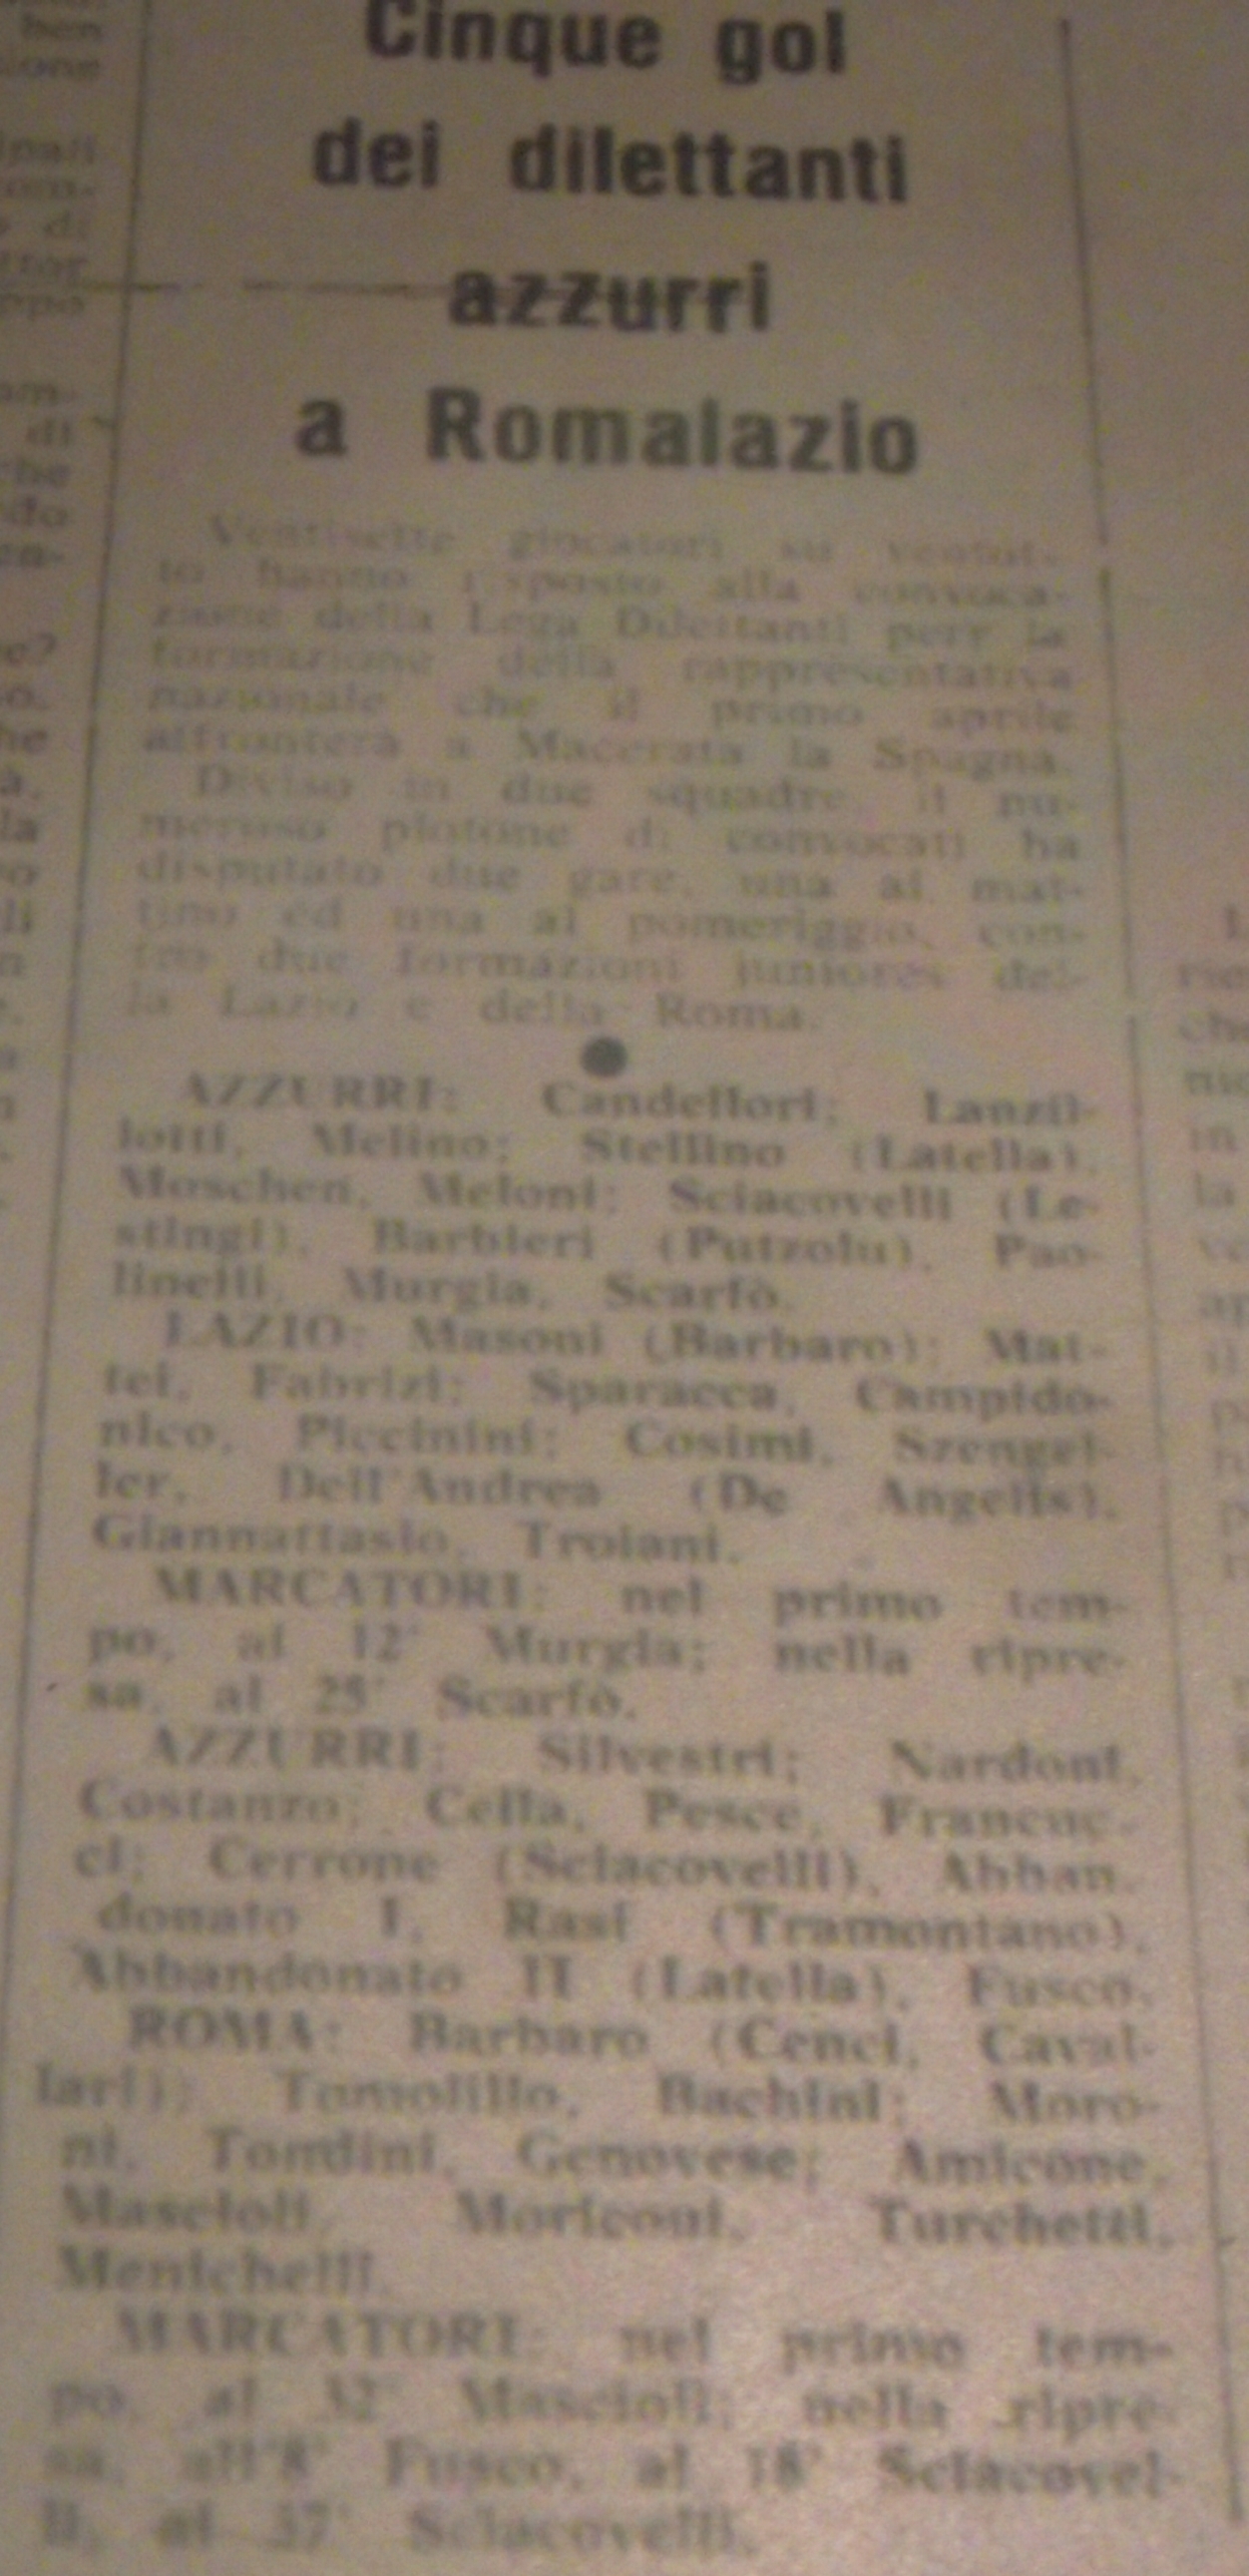 Cinque gol
dei dilettanti
azzurri
a Romalazio
Ventisette giocatori su ventot-
to hanno risposto alla convoca-
zione della Lega Dilettanti perr la
formazione della rappresentativa
nazionale che il primo aprile
affronterà a Macerata la Spagna.
Diviso in due squadre, il nu-
meroso plotone di convocati ha
disputato due gare, una al mat-
tino ed una al pomeriggio, con-
tro due formazioni juniores del-
la Lazio e della Roma.
AZZURRI: Candellori; Lanzil-
lotti, Melino; Stellino (Latella),
Moschen, Meloni; Sciacovelli (Le-
stingi), Barbieri (Putzolu), Pao-
linelli, Murgia, Scarfò.
LAZIO: Masoni (Barbaro); Mat-
tei, Fabrizi; Sparacca, Campido-
nico, Piccinini; Cosimi, Szengel-
ler, Dell'Andrea (De Angelis),
Giannattasio, Troiani.
MARCATORI: nel primo tem-
po, al 12' Murgia; nella ripre-
sa, al 25' Scarfò.
AZZURRI: Silvestri; Nardoni,
Costanzo; Cella, Pesce, Francuc-
ci; Cerrone (Sciacovelli), Abban-
donato I, Rasi (Tramontano),
Abbandonato II (Latella), Fusco.
ROMA: Barbaro (Cenci, Caval-
lari); Tomolillo, Bachini; Moro-
ni, Tondini, Genovese; Amicone,
Mascioli, Moriconi, Turchetti,
Menichelli.
MARCATORI: nel primo tem-
po, al 32' Mascioli; nella ripre-
sa, all'8' Fusco, al 18' Sciacovel-
li, al 37' Sciacovelli.